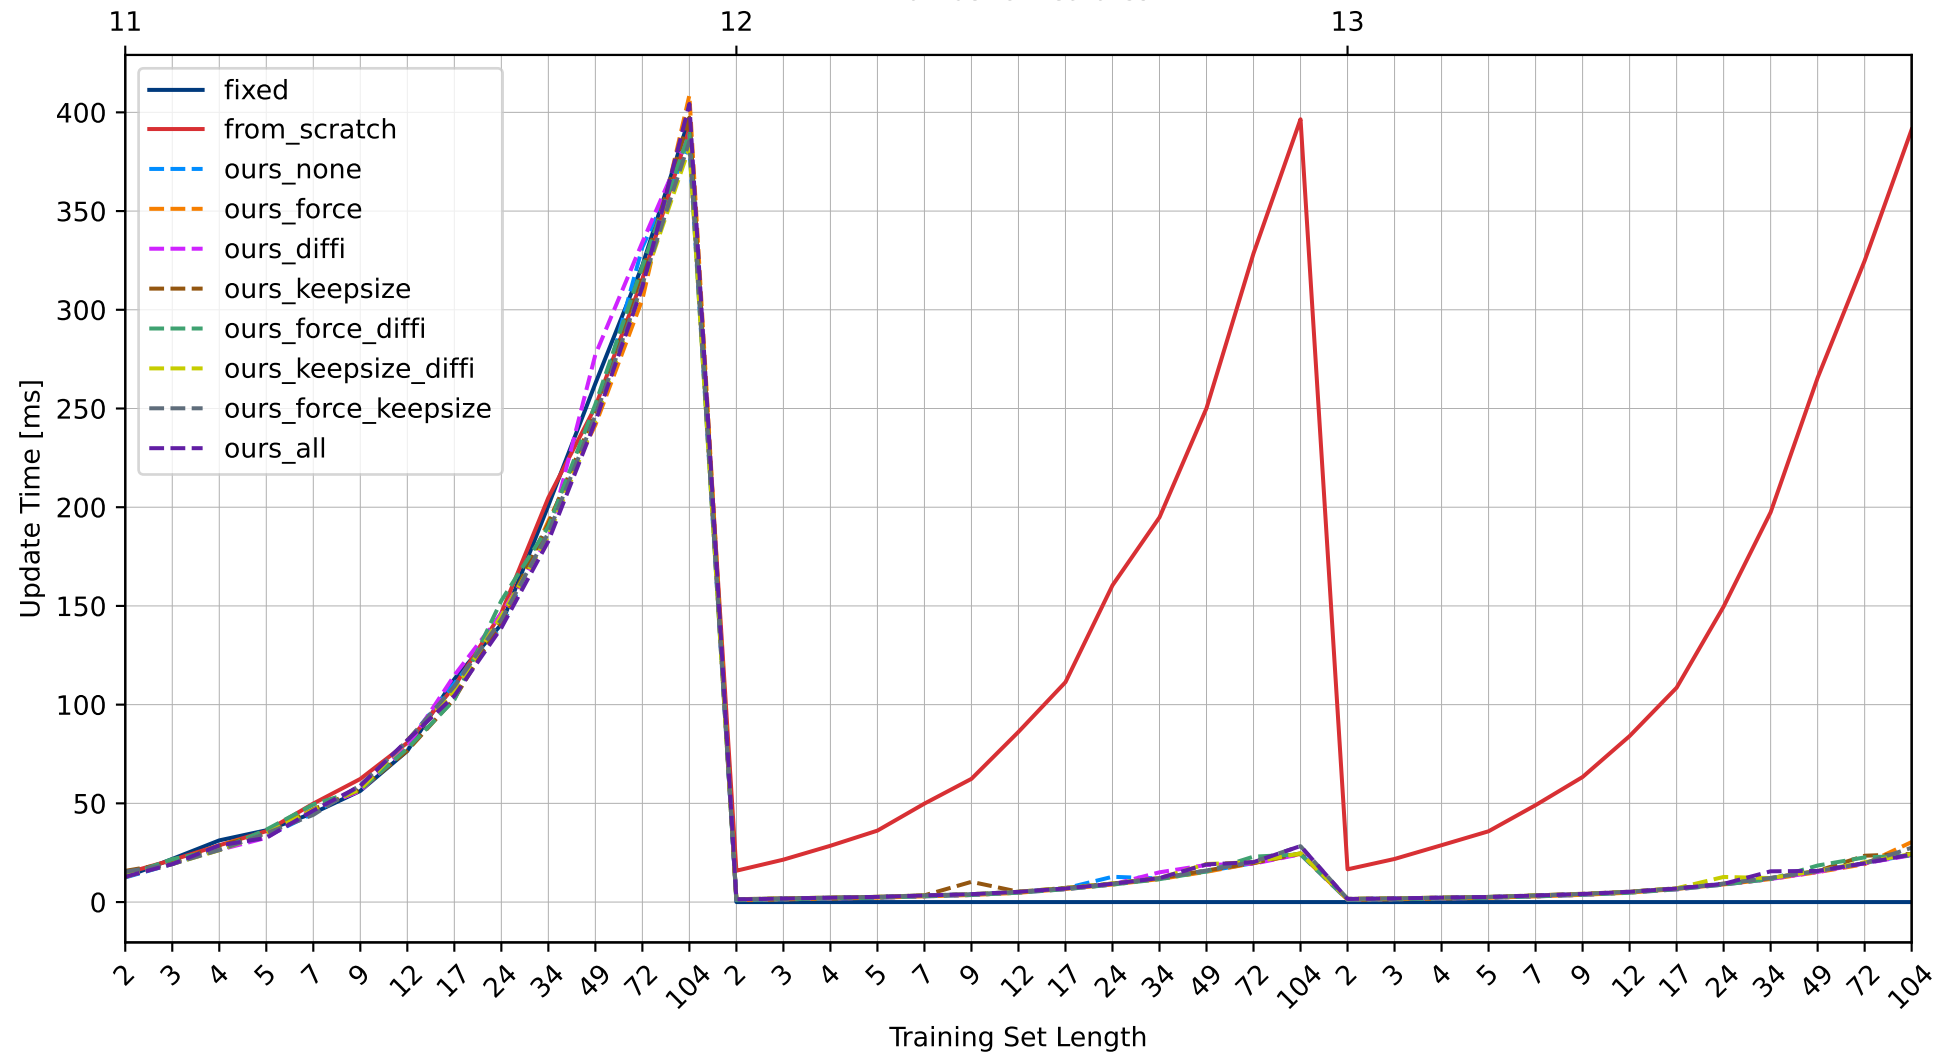 11 12 13
fixed
from_scratch
ours_none
ours_force
ours_diffi
ours_keepsize
ours_force_diffi
ours_keepsize_diffi
ours_force_keepsize
ours_all
400
350
300
250
200
150
100
50
0
Update Time [ms]
2 3 4 5 7 9 12 17 24 34 49 72 104 2 3 4 5 7 9 12 17 24 34 49 72 104 2 3 4 5 7 9 12 17 24 34 49 72 104
Training Set Length